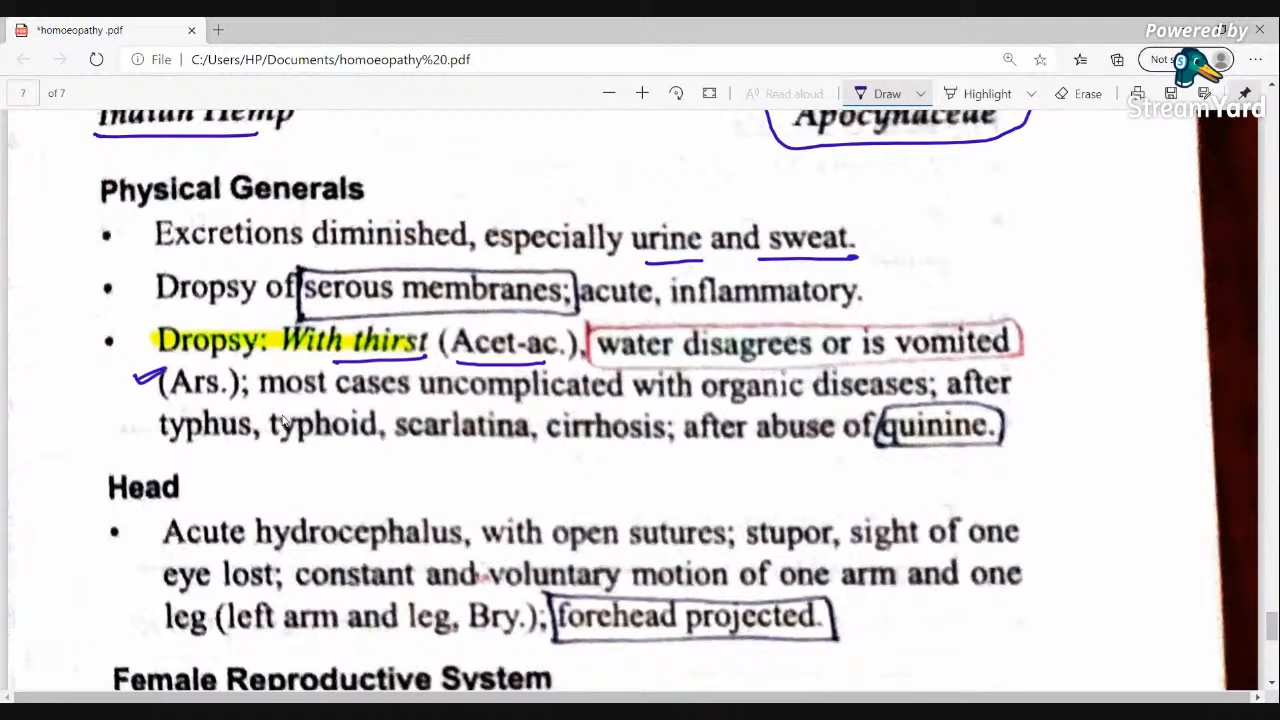 *homoeopathy .pdf
Powered by
File
C:/Users/HP/Documents/homoeopathy%20.pdf
Not s
StreamYard
7 of 7
Read aloud
Draw
Highlight
Erase
Indian Hemp
Apocynaceae
Physical Generals
• Excretions diminished, especially urine and sweat.
• Dropsy of serous membranes; acute, inflammatory.
• Dropsy: With thirst (Acet-ac.), water disagrees or is vomited
(Ars.); most cases uncomplicated with organic diseases; after
typhus, typhoid, scarlatina, cirrhosis; after abuse of quinine.
Head
• Acute hydrocephalus, with open sutures; stupor, sight of one
eye lost; constant and voluntary motion of one arm and one
leg (left arm and leg, Bry.); forehead projected.
Female Reproductive System